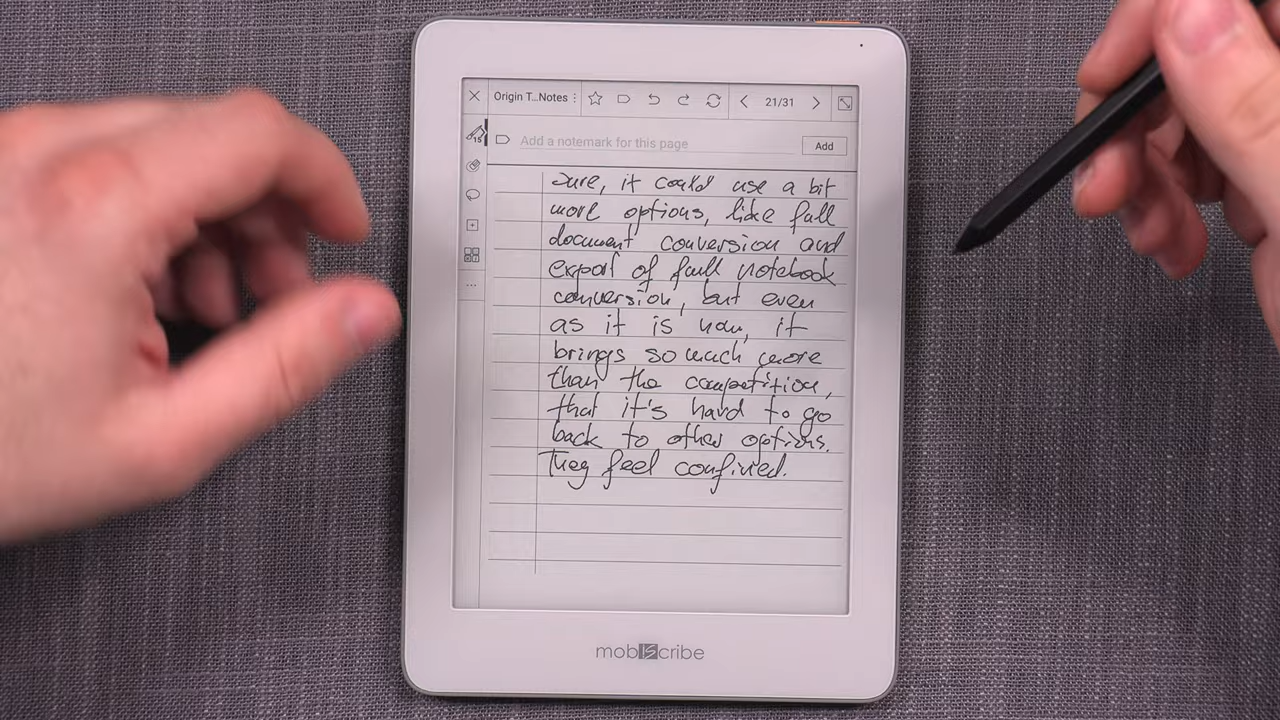 Origin T...Notes
21/31
Add a notemark for this page
Add
15
Sure, it could use a bit
more options, like full
document conversion and
export of full notebook
conversion, but even
as it is now, it
brings so much more
than the competition,
that it's hard to go
back to other options.
They feel confined.
mobiscribe